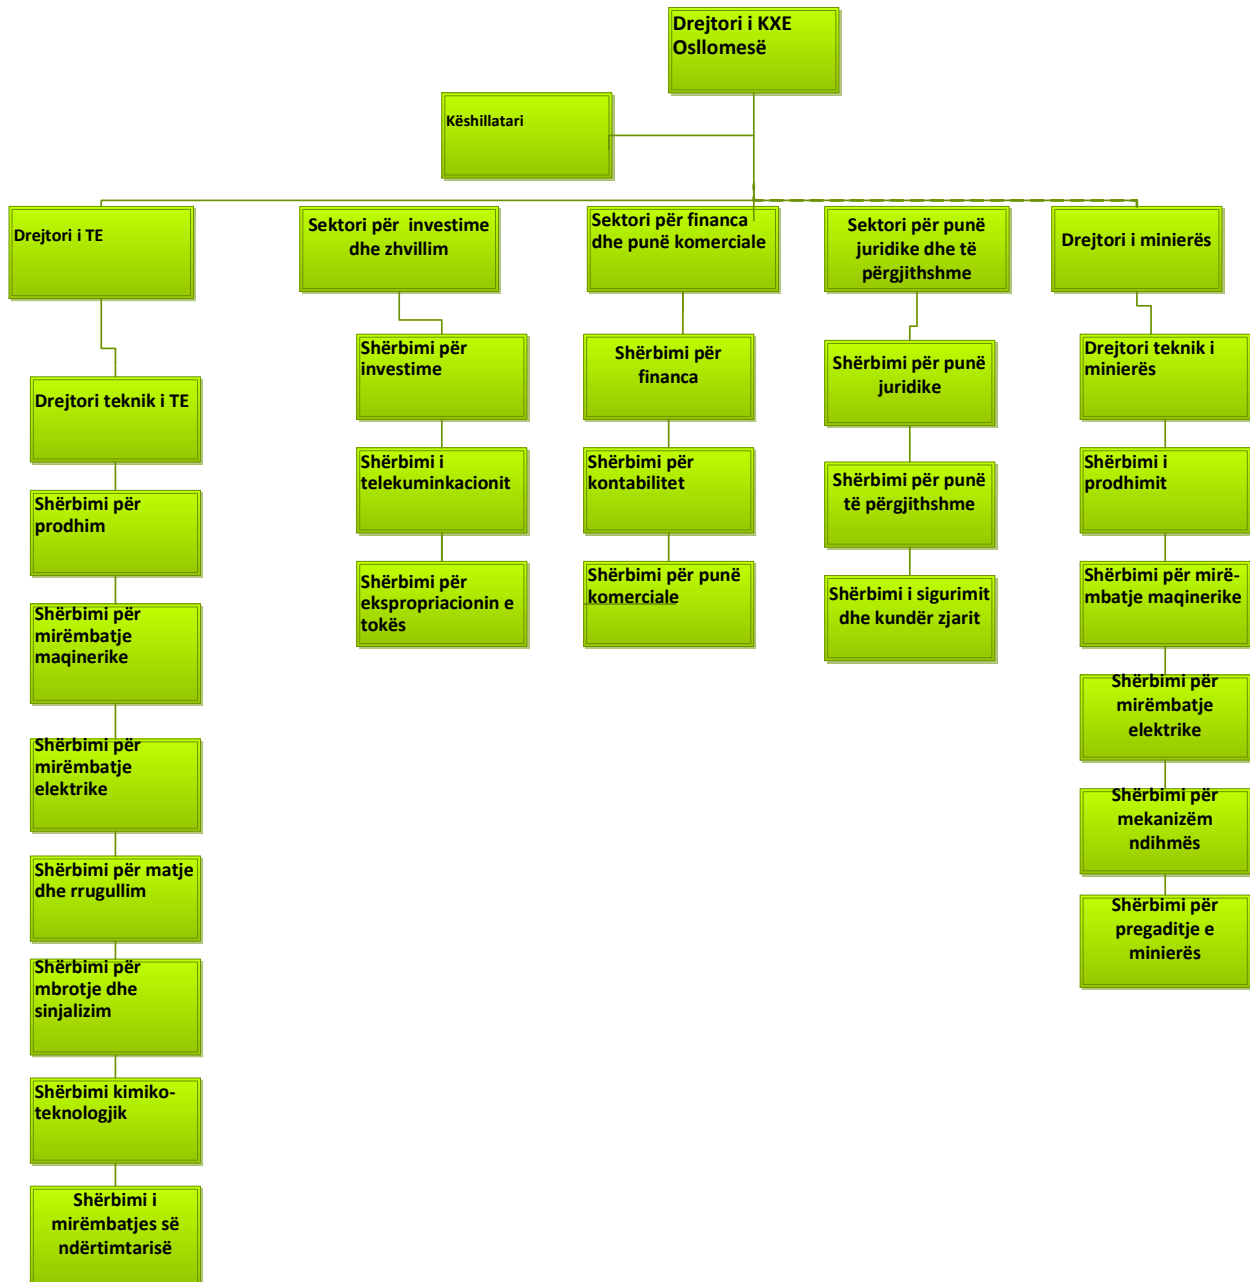 Drejtori i KXE
Osllomesë
Këshillatari
Drejtori i TE
Sektori për  investime
dhe zhvillim
Sektori për financa
dhe punë komerciale
Sektori për punë
juridike dhe të
përgjithshme
Drejtori i minierës
Drejtori teknik i TE
Shërbimi për
prodhim
Shërbimi për
mirëmbatje
maqinerike
Shërbimi për
mirëmbatje
elektrike
Shërbimi për matje
dhe rrugullim
Shërbimi për
mbrotje dhe
sinjalizim
Shërbimi kimiko-
teknologjik
Shërbimi i
mirëmbatjes së
ndërtimtarisë
Shërbimi për
investime
Shërbimi i
telekuminkacionit
Shërbimi për
ekspropriacionin e
tokës
Shërbimi për
financa
Shërbimi për
kontabilitet
Shërbimi për punë
komerciale
Shërbimi për punë
juridike
Shërbimi për punë
të përgjithshme
Shërbimi i sigurimit
dhe kundër zjarit
Drejtori teknik i
minierës
Shërbimi i
prodhimit
Shërbimi për mirë-
mbatje maqinerike
Shërbimi për
mirëmbatje
elektrike
Shërbimi për
mekanizëm
ndihmës
Shërbimi për
pregaditje e
minierës